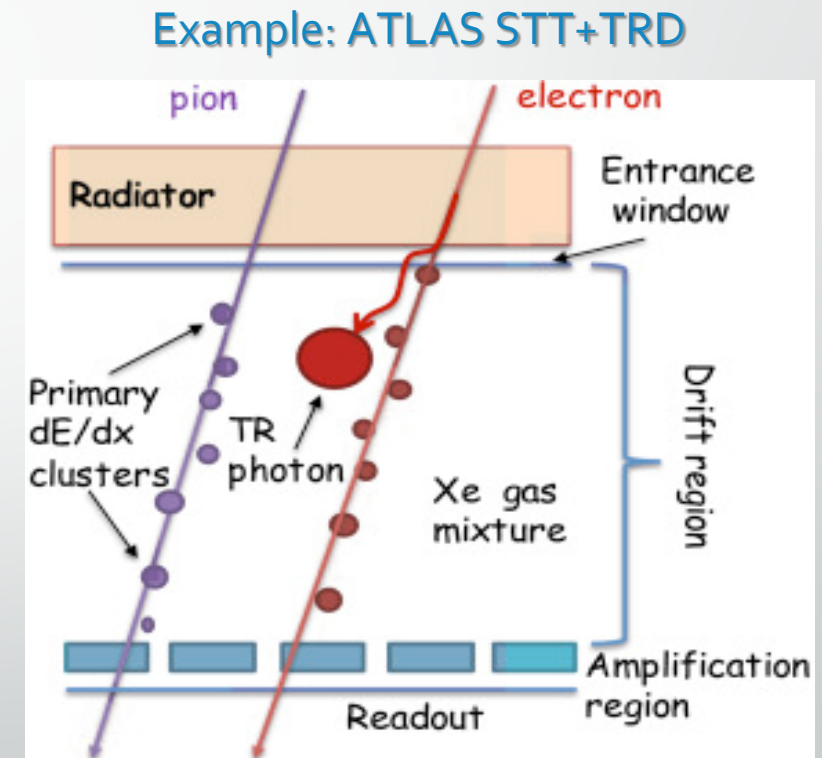 Example: ATLAS STT+TRD
pion
electron
Radiator
Entrance
window
Primary
dE/dx
clusters
TR
photon
Xe gas
mixture
Drift region
Amplification
region
Readout